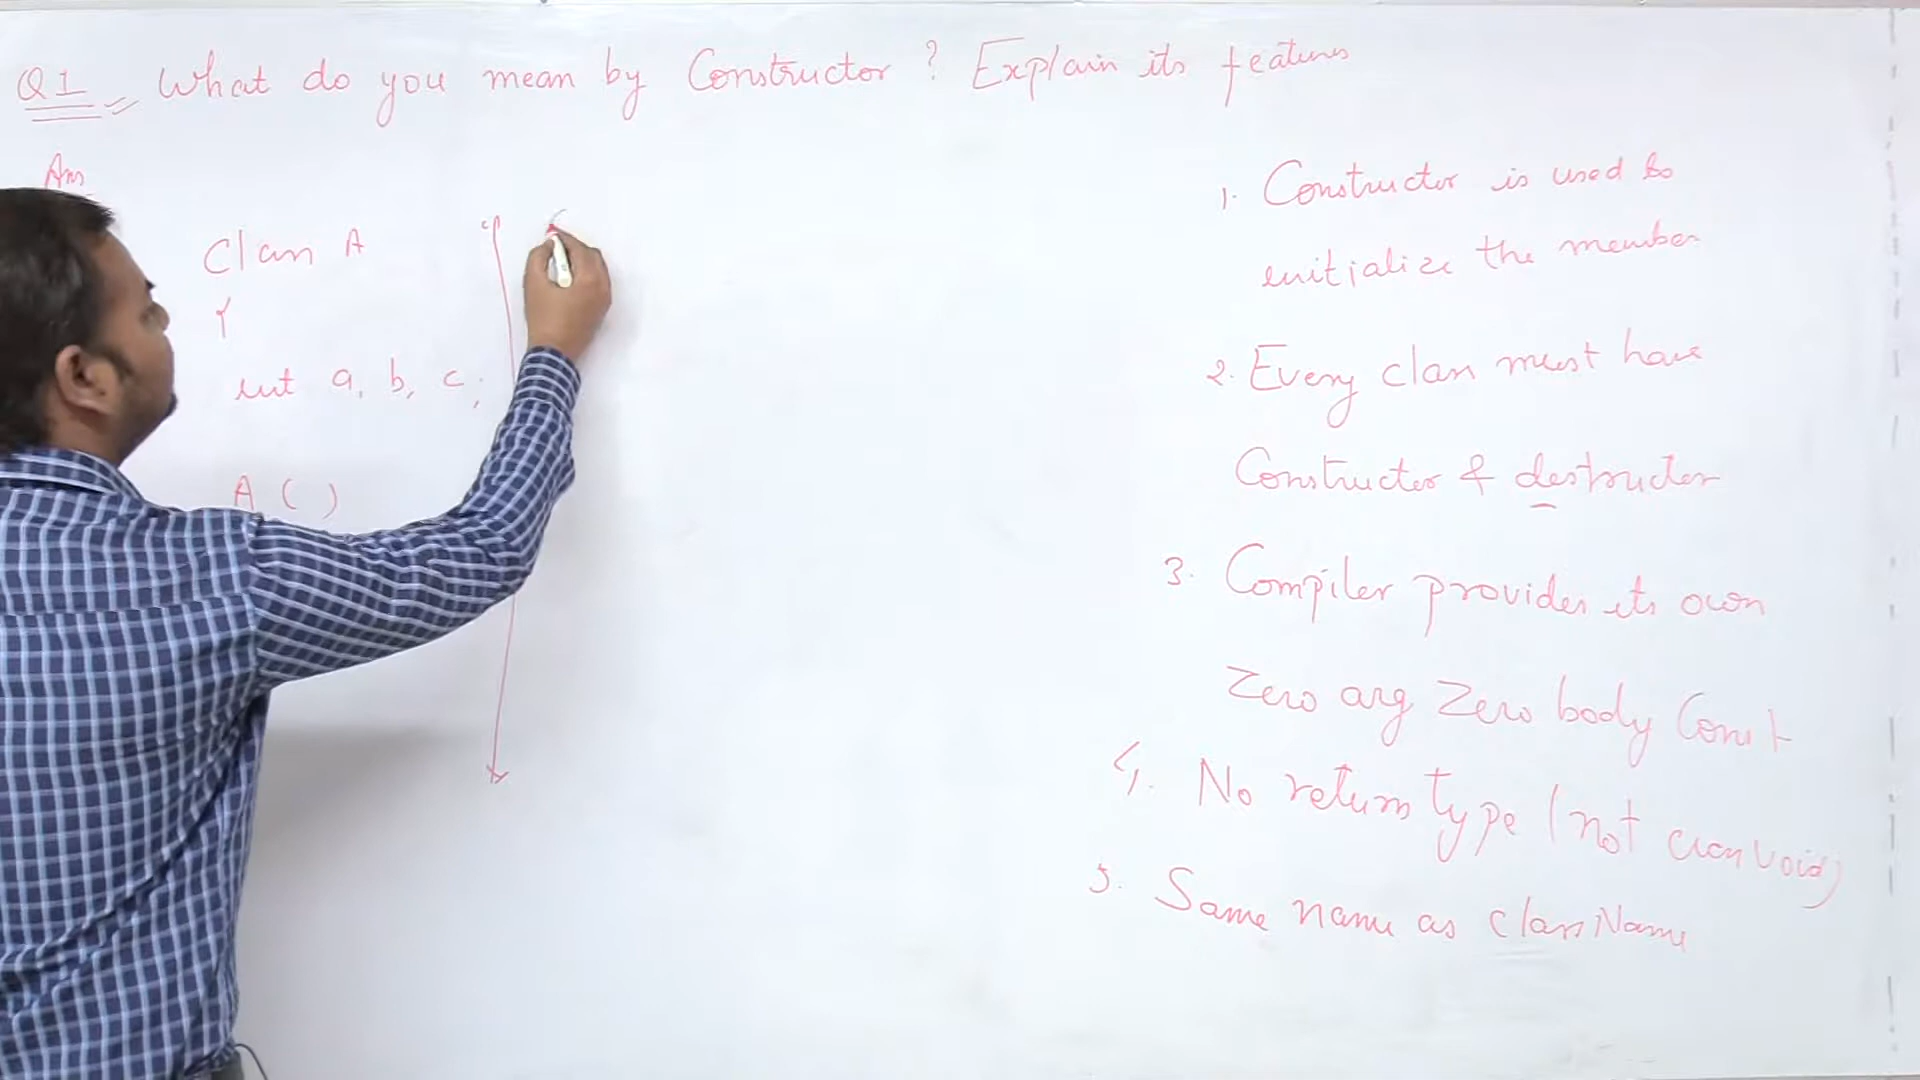 Q1 What do you mean by Constructor ? Explain its features
Ans
Class A
{
int a, b, c;
A ( )
1. Constructor is used to
initialize the member
2. Every class must have
Constructor & destructor
3. Compiler provides its own
Zero arg Zero body Const
4. No return type (not even void)
5. Same name as class Name